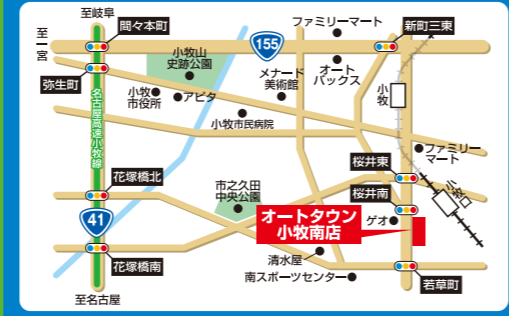 至岐阜
間々本町
至一宮
155
ファミリーマート
新町三東
小牧山
史跡公園
オート
バックス
メナード
美術館
弥生町
小牧
市役所
アピタ
小牧
小牧市民病院
名古屋高速小牧線
ファミリー
マート
桜井東
花塚橋北
市之久田
中央公園
桜井南
小牧
41
オートタウン
小牧南店
ゲオ
花塚橋南
清水屋
南スポーツセンター
若草町
至名古屋